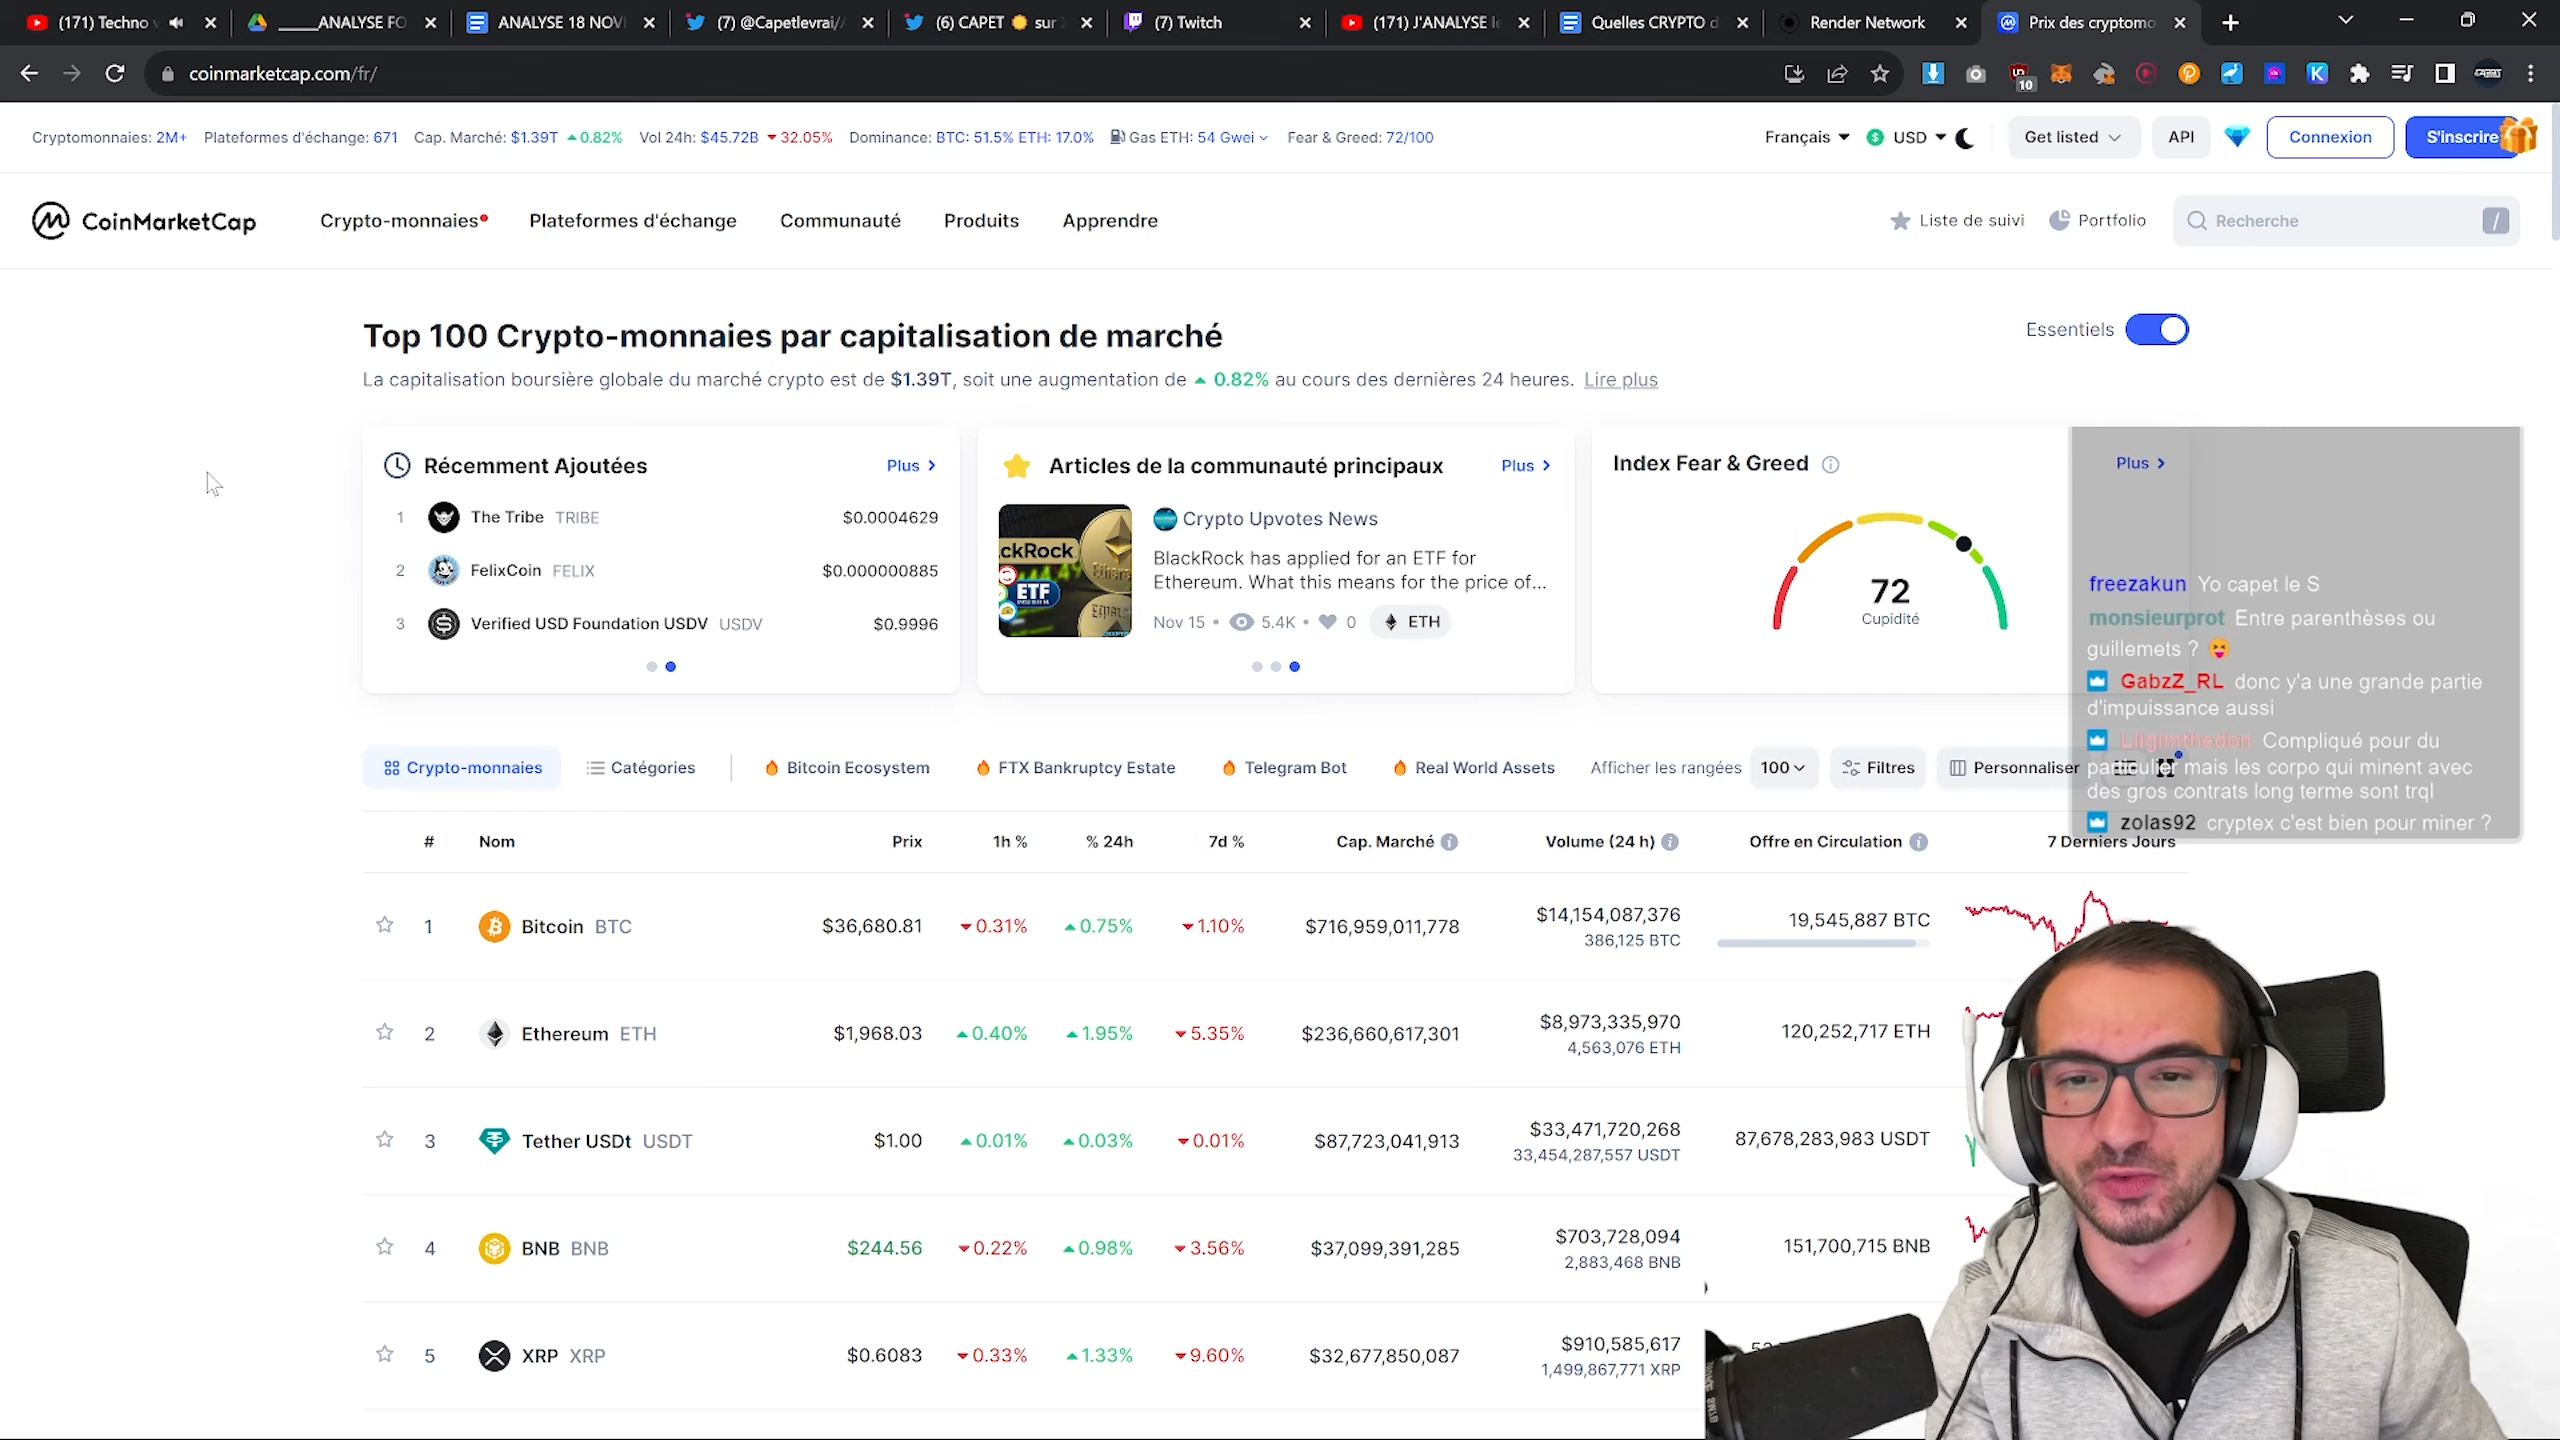 (171) Techno
_____ANALYSE FO
ANALYSE 18 NOV
(7) @Capetlevrai/
(6) CAPET ☀ sur
(7) Twitch
(171) J'ANALYSE l
Quelles CRYPTO d
Render Network
Prix des cryptomo
coinmarketcap.com/fr/
10
Cryptomonnaies: 2M+ Plateformes d'échange: 671 Cap. Marché: $1.39T 0.82% Vol 24h: $45.72B 32.05% Dominance: BTC: 51.5% ETH: 17.0% Gas ETH: 54 Gwei Fear & Greed: 72/100
Français USD Get listed API Connexion S'inscrire
CoinMarketCap Crypto-monnaies Plateformes d'échange Communauté Produits Apprendre
Liste de suivi Portfolio Recherche /
Top 100 Crypto-monnaies par capitalisation de marché
Essentiels
La capitalisation boursière globale du marché crypto est de $1.39T, soit une augmentation de 0.82% au cours des dernières 24 heures. Lire plus
Récemment Ajoutées Plus
1 The Tribe TRIBE $0.0004629
2 FelixCoin FELIX $0.000000885
3 Verified USD Foundation USDV USDV $0.9996
Articles de la communauté principaux Plus
ckRock
ETF
Crypto Upvotes News
BlackRock has applied for an ETF for
Ethereum. What this means for the price of...
Nov 15 • 5.4K • 0 ETH
Index Fear & Greed Plus
72
Cupidité
freezakun Yo capet le S
monsieurprot Entre parenthèses ou
guillemets ? 😝
GabzZ_RL donc y'a une grande partie
d'impuissance aussi
Lilgimthedon Compliqué pour du
particulier mais les corpo qui minent avec
des gros contrats long terme sont trql
zolas92 cryptex c'est bien pour miner ?
Crypto-monnaies Catégories Bitcoin Ecosystem FTX Bankruptcy Estate Telegram Bot Real World Assets Afficher les rangées 100 Filtres Personnaliser
# Nom Prix 1h % % 24h 7d % Cap. Marché Volume (24 h) Offre en Circulation 7 Derniers Jours
1 Bitcoin BTC $36,680.81 0.31% 0.75% 1.10% $716,959,011,778 $14,154,087,376 19,545,887 BTC
386,125 BTC
2 Ethereum ETH $1,968.03 0.40% 1.95% 5.35% $236,660,617,301 $8,973,335,970 120,252,717 ETH
4,563,076 ETH
3 Tether USDt USDT $1.00 0.01% 0.03% 0.01% $87,723,041,913 $33,471,720,268 87,678,283,983 USDT
33,454,287,557 USDT
4 BNB BNB $244.56 0.22% 0.98% 3.56% $37,099,391,285 $703,728,094 151,700,715 BNB
2,883,468 BNB
5 XRP XRP $0.6083 0.33% 1.33% 9.60% $32,677,850,087 $910,585,617
1,499,867,771 XRP